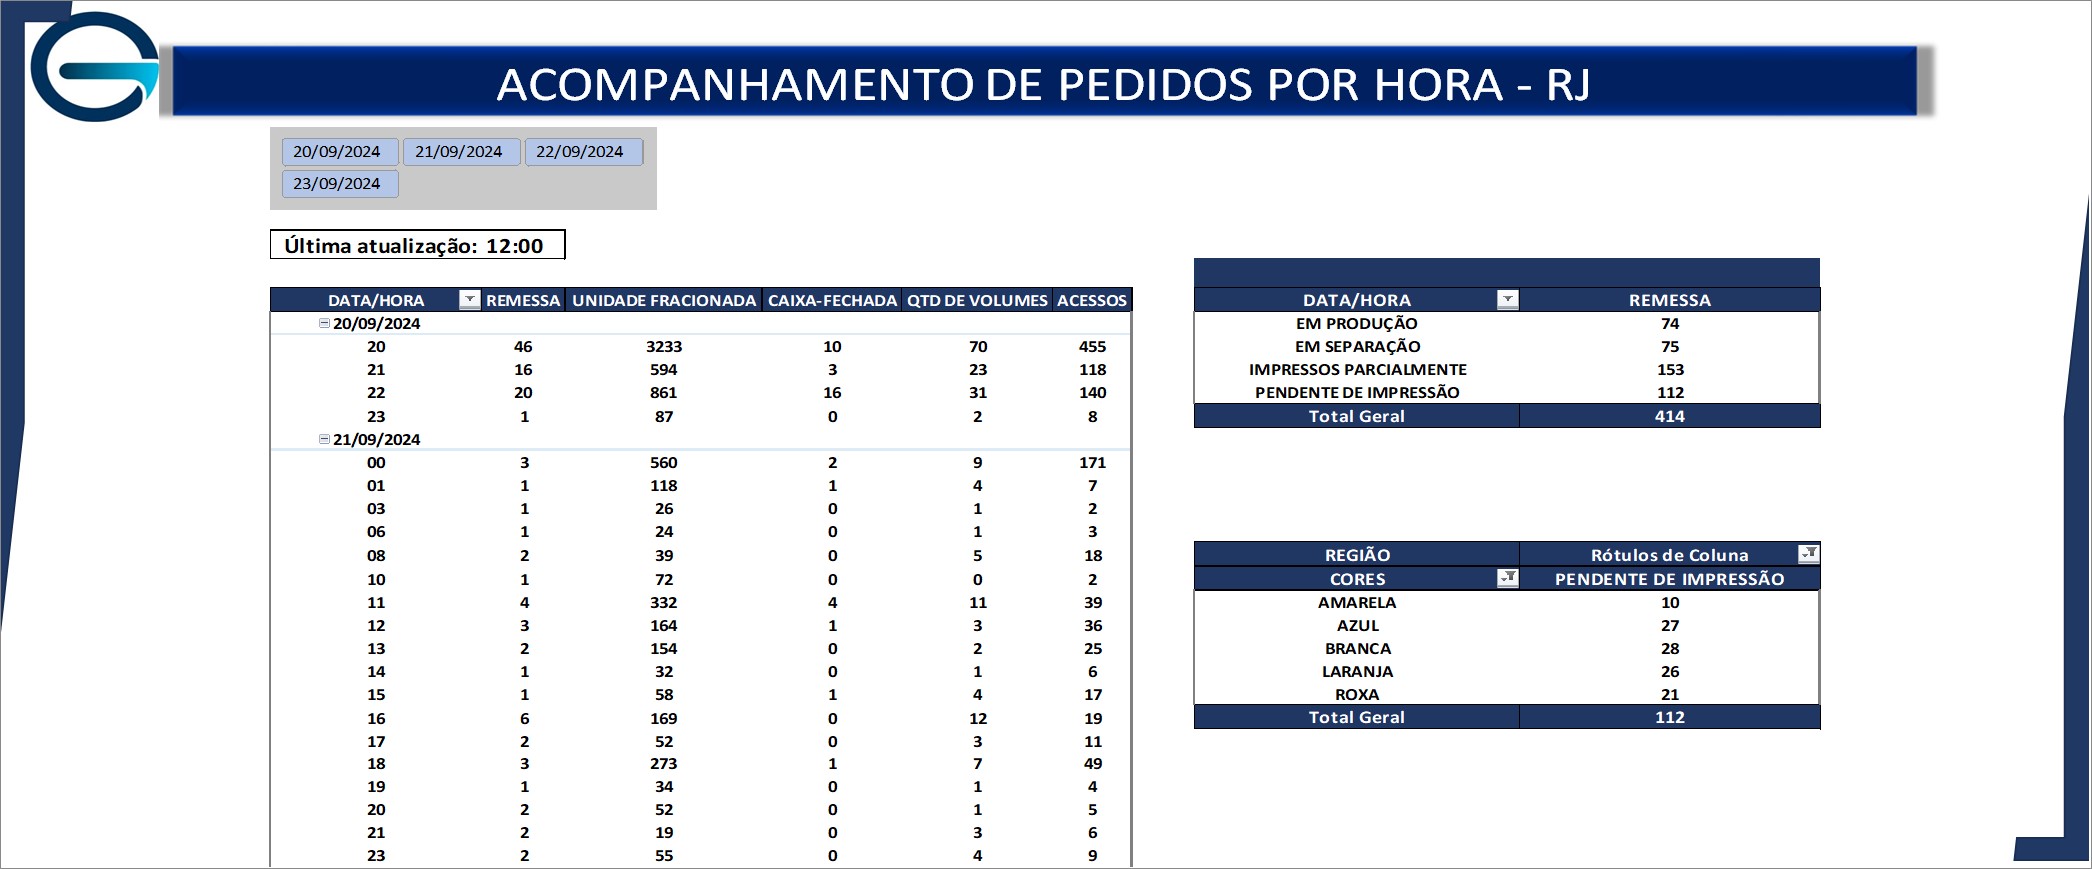 ACOMPANHAMENTO DE PEDIDOS POR HORA - RJ
20/09/2024 21/09/2024 22/09/2024
23/09/2024
Última atualização: 12:00
DATA/HORA REMESSA UNIDADE FRACIONADA CAIXA-FECHADA QTD DE VOLUMES ACESSOS
20/09/2024
20 46 3233 10 70 455
21 16 594 3 23 118
22 20 861 16 31 140
23 1 87 0 2 8
21/09/2024
00 3 560 2 9 171
01 1 118 1 4 7
03 1 26 0 1 2
06 1 24 0 1 3
08 2 39 0 5 18
10 1 72 0 0 2
11 4 332 4 11 39
12 3 164 1 3 36
13 2 154 0 2 25
14 1 32 0 1 6
15 1 58 1 4 17
16 6 169 0 12 19
17 2 52 0 3 11
18 3 273 1 7 49
19 1 34 0 1 4
20 2 52 0 1 5
21 2 19 0 3 6
23 2 55 0 4 9
DATA/HORA REMESSA
EM PRODUÇÃO 74
EM SEPARAÇÃO 75
IMPRESSOS PARCIALMENTE 153
PENDENTE DE IMPRESSÃO 112
Total Geral 414
REGIÃO Rótulos de Coluna
CORES PENDENTE DE IMPRESSÃO
AMARELA 10
AZUL 27
BRANCA 28
LARANJA 26
ROXA 21
Total Geral 112